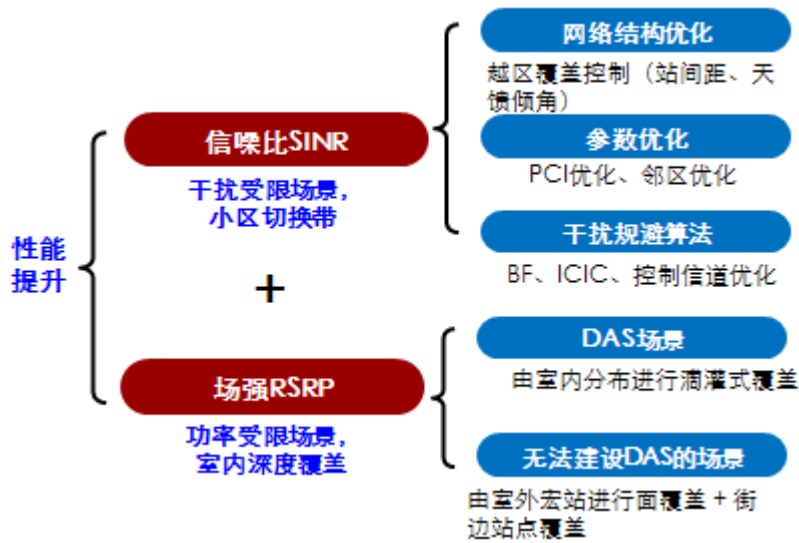 性能
提升
信噪比SINR
干扰受限场景,
小区切换带
+
场强RSRP
功率受限场景,
室内深度覆盖
网络结构优化
越区覆盖控制（站间距、天
馈倾角）
参数优化
PCI优化、邻区优化
干扰规避算法
BF、ICIC、控制信道优化
DAS场景
由室内分布进行滴灌式覆盖
无法建设DAS的场景
由室外宏站进行面覆盖 + 街
边站点覆盖